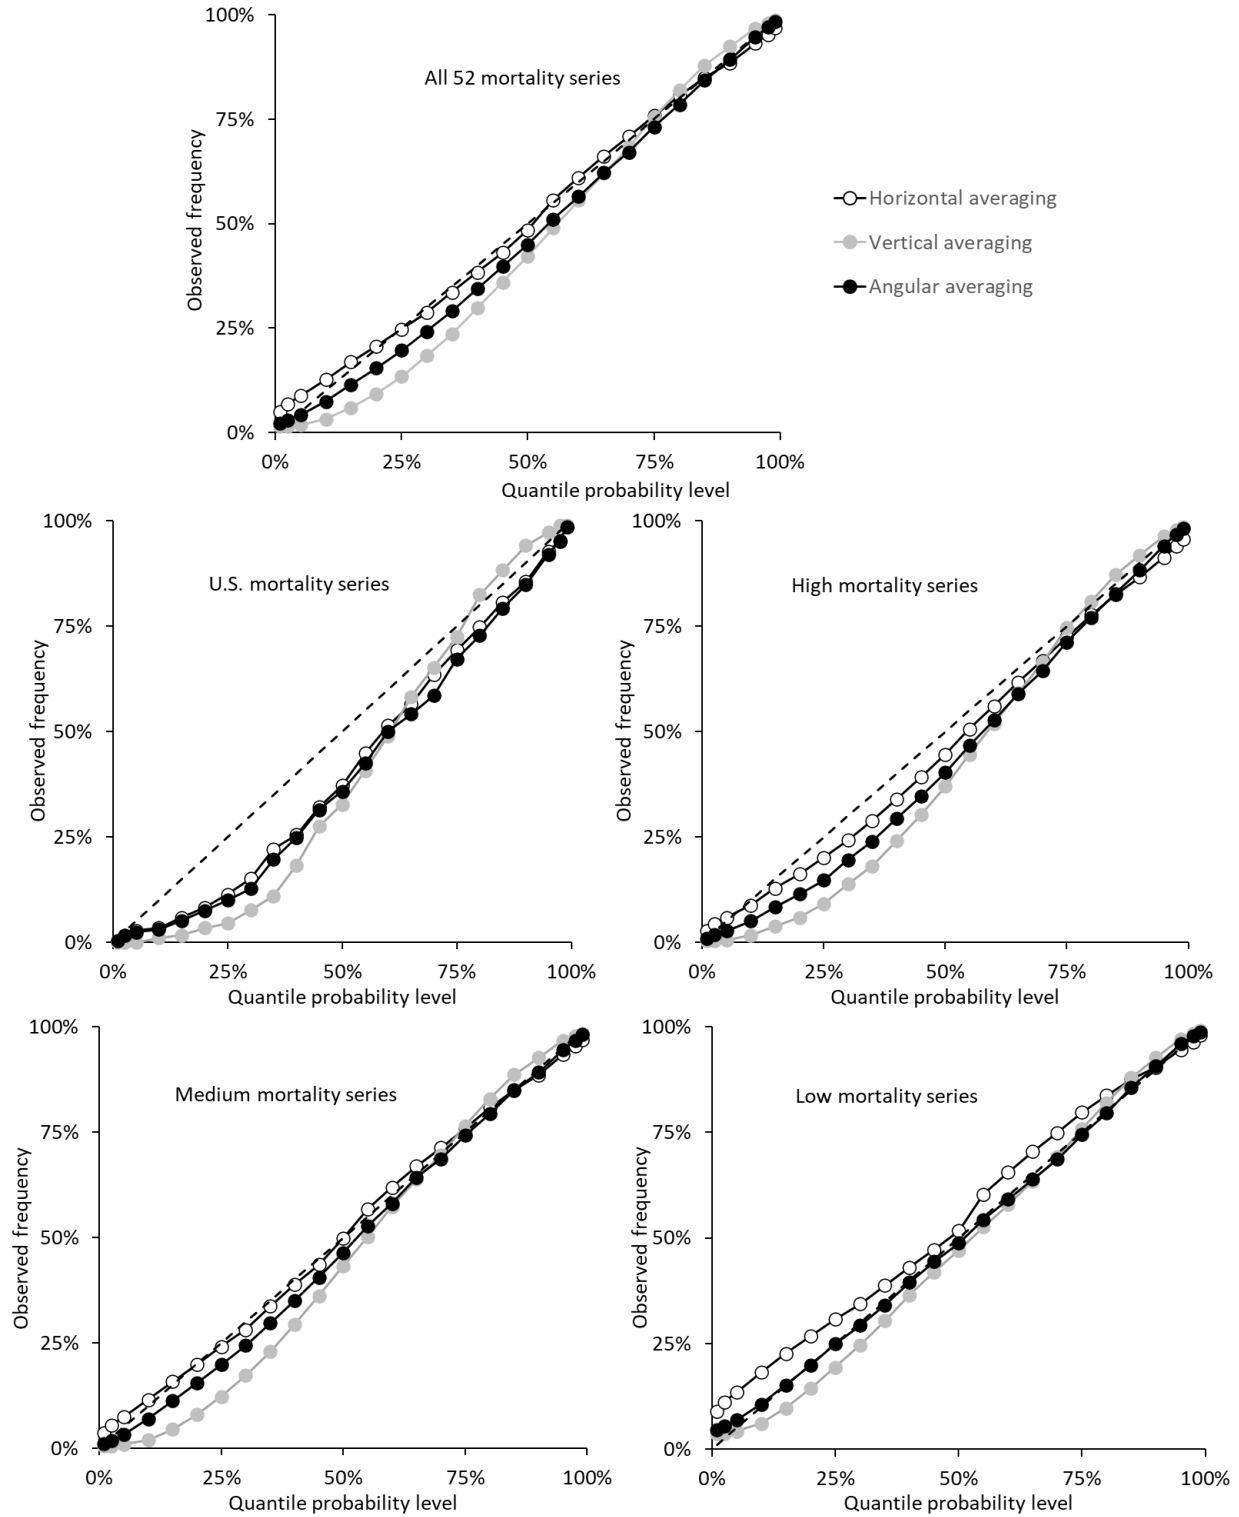 100%
All 52 mortality series
75%
50%
25%
0%
Observed frequency
0% 25% 50% 75% 100%
Quantile probability level
Horizontal averaging
Vertical averaging
Angular averaging
100%
U.S. mortality series
75%
50%
25%
0%
Observed frequency
0% 25% 50% 75% 100%
Quantile probability level
100%
High mortality series
75%
50%
25%
0%
Observed frequency
0% 25% 50% 75% 100%
Quantile probability level
100%
Medium mortality series
75%
50%
25%
0%
Observed frequency
0% 25% 50% 75% 100%
Quantile probability level
100%
Low mortality series
75%
50%
25%
0%
Observed frequency
0% 25% 50% 75% 100%
Quantile probability level